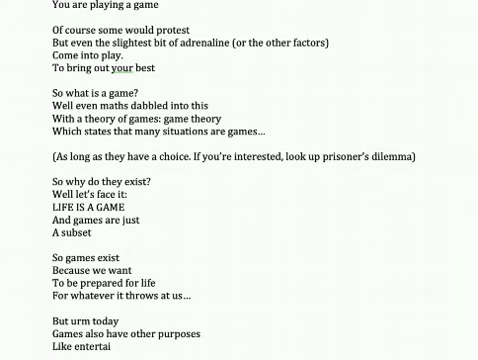 You are playing a game
Of course some would protest
But even the slightest bit of adrenaline (or the other factors)
Come into play.
To bring out your best
So what is a game?
Well even maths dabbled into this
With a theory of games: game theory
Which states that many situations are games…
(As long as they have a choice. If you're interested, look up prisoner's dilemma)
So why do they exist?
Well let's face it:
LIFE IS A GAME
And games are just
A subset
So games exist
Because we want
To be prepared for life
For whatever it throws at us…
But urm today
Games also have other purposes
Like entertai